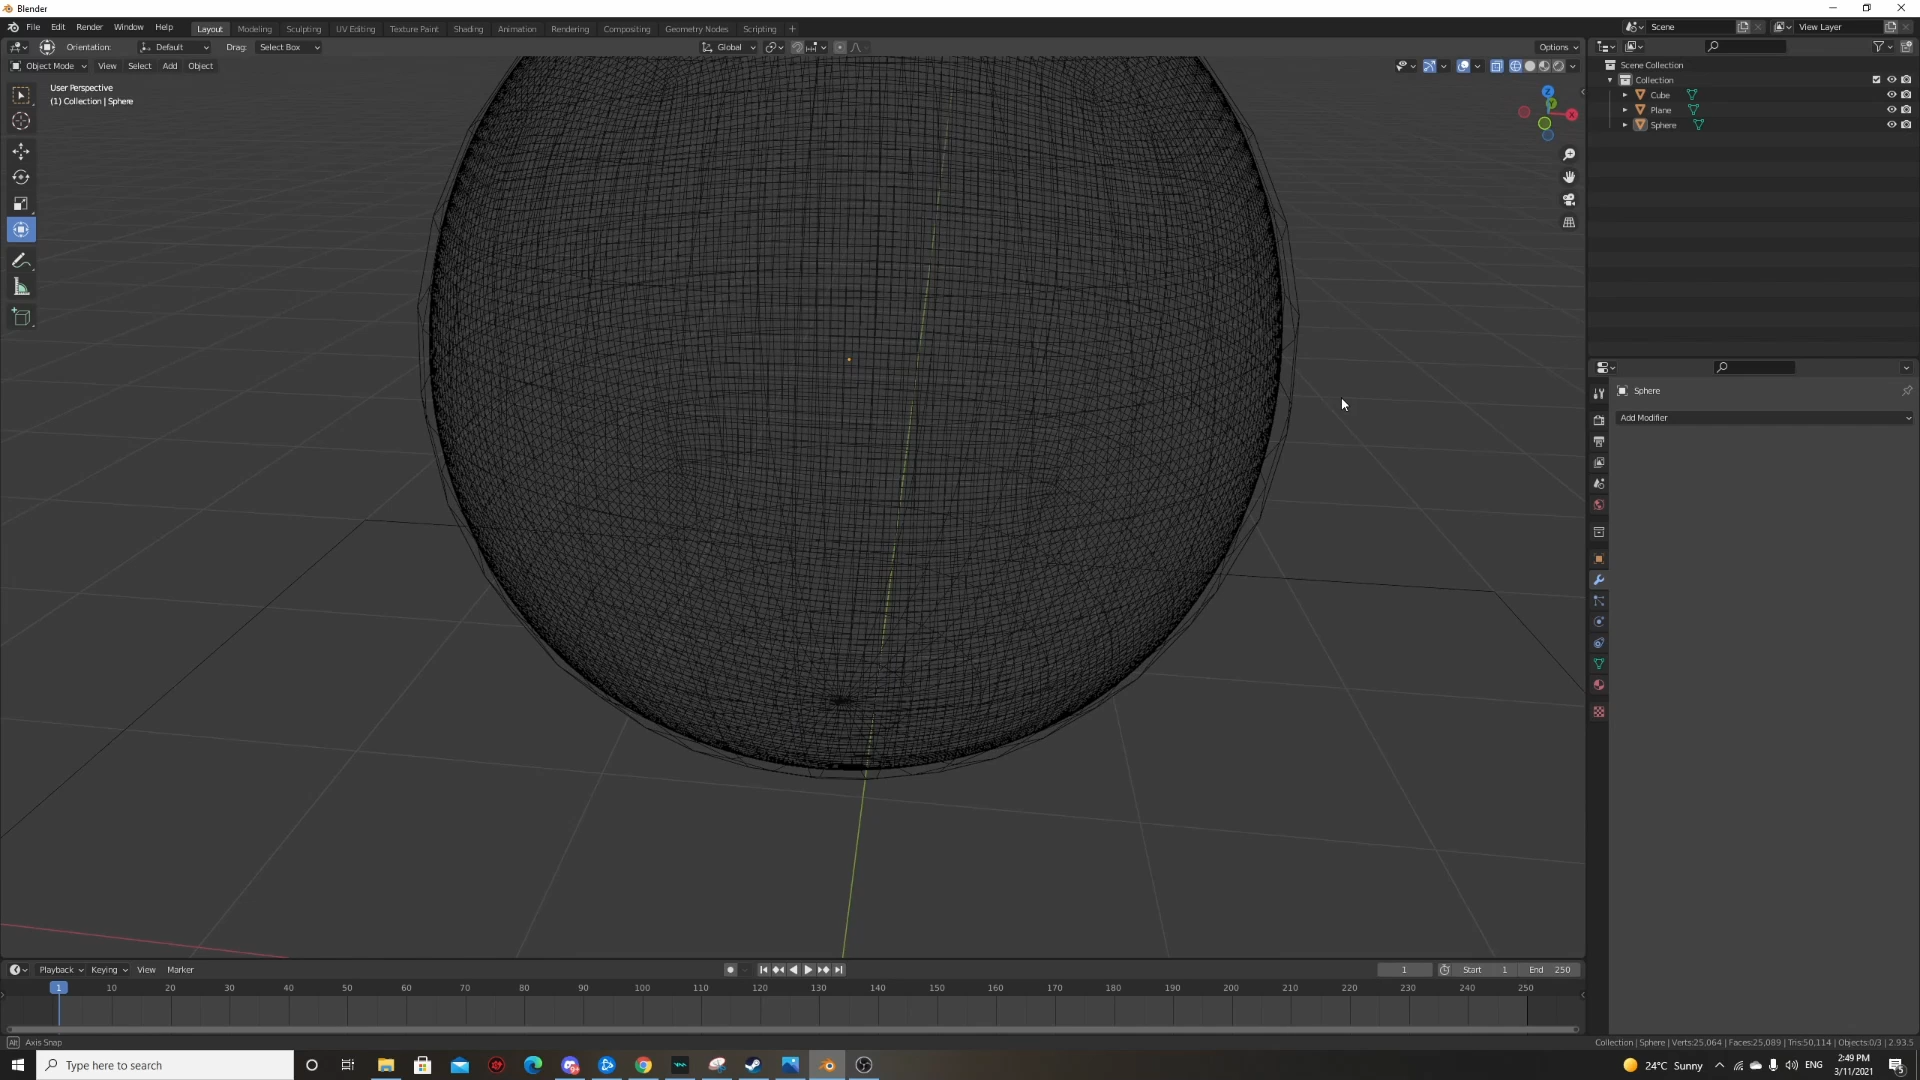 Blender
File Edit Render Window Help Layout Modeling Sculpting UV Editing Texture Paint Shading Animation Rendering Compositing Geometry Nodes Scripting + Scene View Layer
Orientation: Default Drag: Select Box Global Options
Object Mode View Select Add Object
User Perspective
(1) Collection | Sphere
Z
Y
X
Scene Collection
Collection
Cube
Plane
Sphere
Sphere
Add Modifier
Playback Keying View Marker 1 Start 1 End 250
1 10 20 30 40 50 60 70 80 90 100 110 120 130 140 150 160 170 180 190 200 210 220 230 240 250
Alt Axis Snap Collection | Sphere | Verts:25,064 | Faces:25,089 | Tris:50,114 | Objects:0/3 | 2.93.5
Type here to search 24°C Sunny ENG 2:49 PM
3/11/2021
5